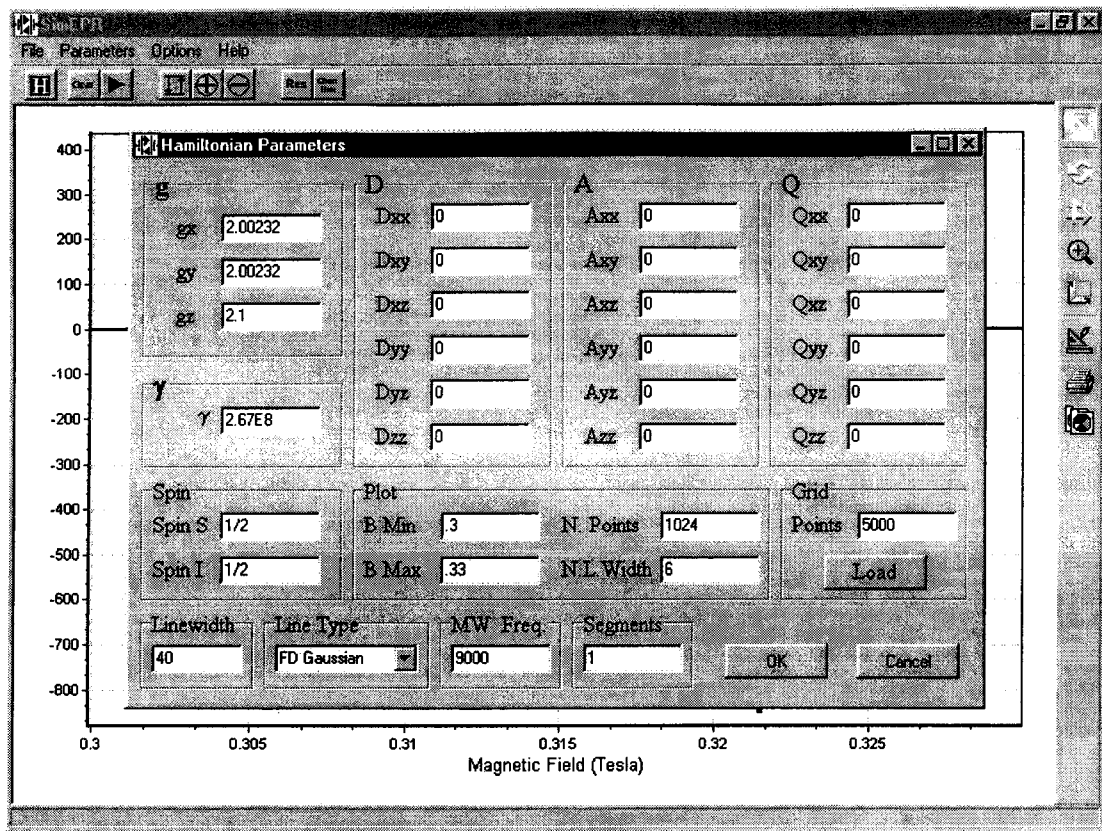 SimEPR
File Parameters Options Help
H Clear Res
Hamiltonian Parameters
g
gx 2.00232
gy 2.00232
gz 2.1
γ
γ 2.67E8
D
Dxx 0
Dxy 0
Dxz 0
Dyy 0
Dyz 0
Dzz 0
A
Axx 0
Axy 0
Axz 0
Ayy 0
Ayz 0
Azz 0
Q
Qxx 0
Qxy 0
Qxz 0
Qyy 0
Qyz 0
Qzz 0
Spin
Spin S 1/2
Spin I 1/2
Plot
B Min .3 N. Points 1024
B Max .33 N.L.Width 6
Grid
Points 5000
Load
Linewidth
40
Line Type
FD Gaussian
MW Freq.
9000
Segments
1
OK Cancel
400
300
200
100
0
-100
-200
-300
-400
-500
-600
-700
-800
0.3 0.305 0.31 0.315 0.32 0.325
Magnetic Field (Tesla)